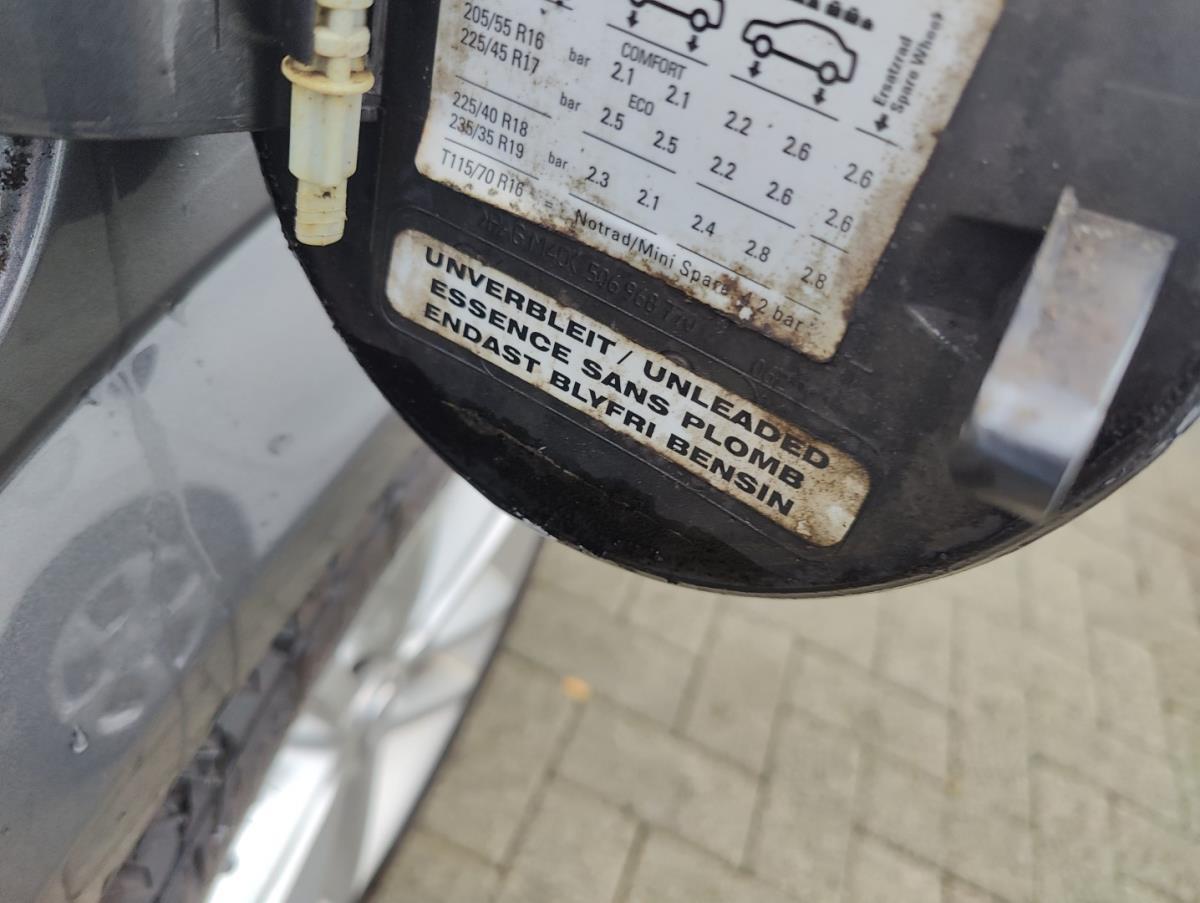 205/55 R16
225/45 R17
bar
COMFORT
2.1 2.1 2.2 2.6 2.6
ECO
bar 2.5 2.5 2.2 2.6 2.6
225/40 R18
235/35 R19
bar 2.3 2.1 2.4 2.8 2.8
T115/70 R16 = Notrad/Mini Spare 4.2 bar
Ersatzrad
Spare Wheel
UNVERBLEIT/ UNLEADED
ESSENCE SANS PLOMB
ENDAST BLYFRI BENSIN